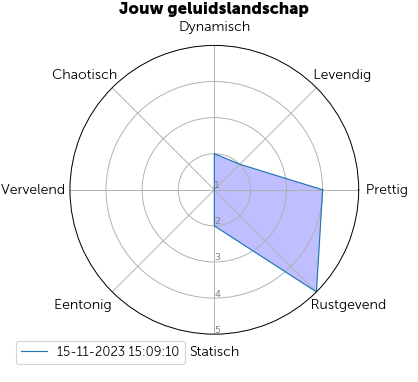 Jouw geluidslandschap
Dynamisch
Chaotisch
Levendig
Vervelend
1
Prettig
2
3
4
Eentonig
Rustgevend
5
15-11-2023 15:09:10
Statisch